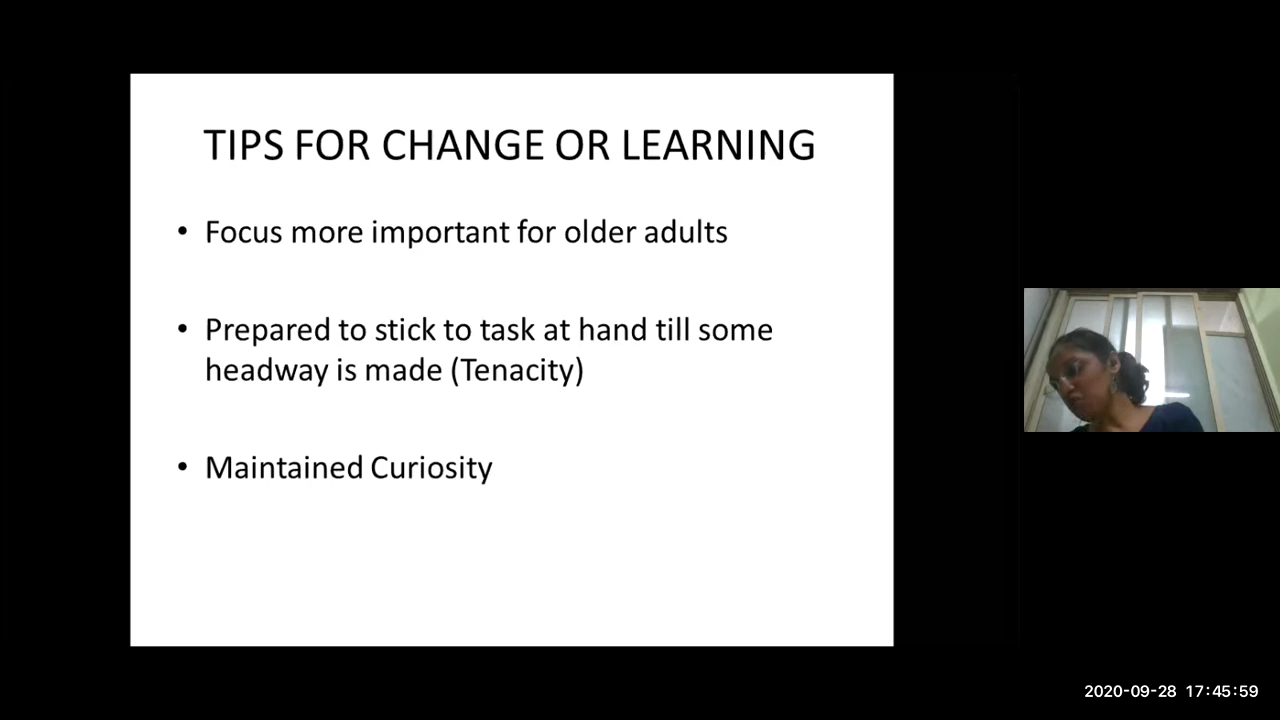 TIPS FOR CHANGE OR LEARNING
• Focus more important for older adults
• Prepared to stick to task at hand till some
headway is made (Tenacity)
• Maintained Curiosity
2020-09-28 17:45:59